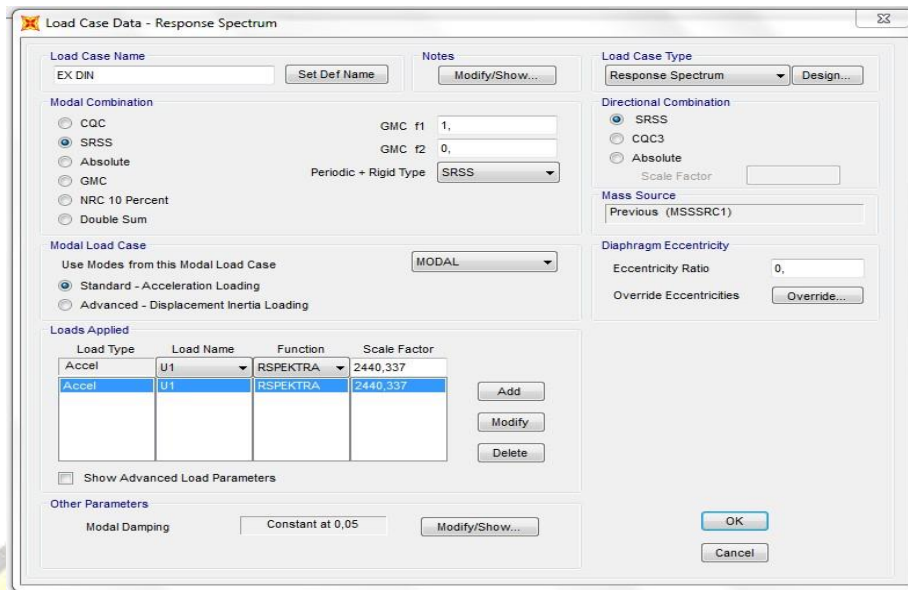 Load Case Data - Response Spectrum
Load Case Name
EX DIN
Set Def Name
Notes
Modify/Show...
Load Case Type
Response Spectrum
Design...
Modal Combination
CQC
SRSS
Absolute
GMC
NRC 10 Percent
Double Sum
GMC f1 1,
GMC f2 0,
Periodic + Rigid Type SRSS
Directional Combination
SRSS
CQC3
Absolute
Scale Factor
Mass Source
Previous (MSSSRC1)
Modal Load Case
Use Modes from this Modal Load Case MODAL
Standard - Acceleration Loading
Advanced - Displacement Inertia Loading
Diaphragm Eccentricity
Eccentricity Ratio 0,
Override Eccentricities Override...
Loads Applied
Load Type Load Name Function Scale Factor
Accel U1 RSPEKTRA 2440,337
Accel U1 RSPEKTRA 2440,337
Add
Modify
Delete
Show Advanced Load Parameters
Other Parameters
Modal Damping Constant at 0,05 Modify/Show...
OK
Cancel